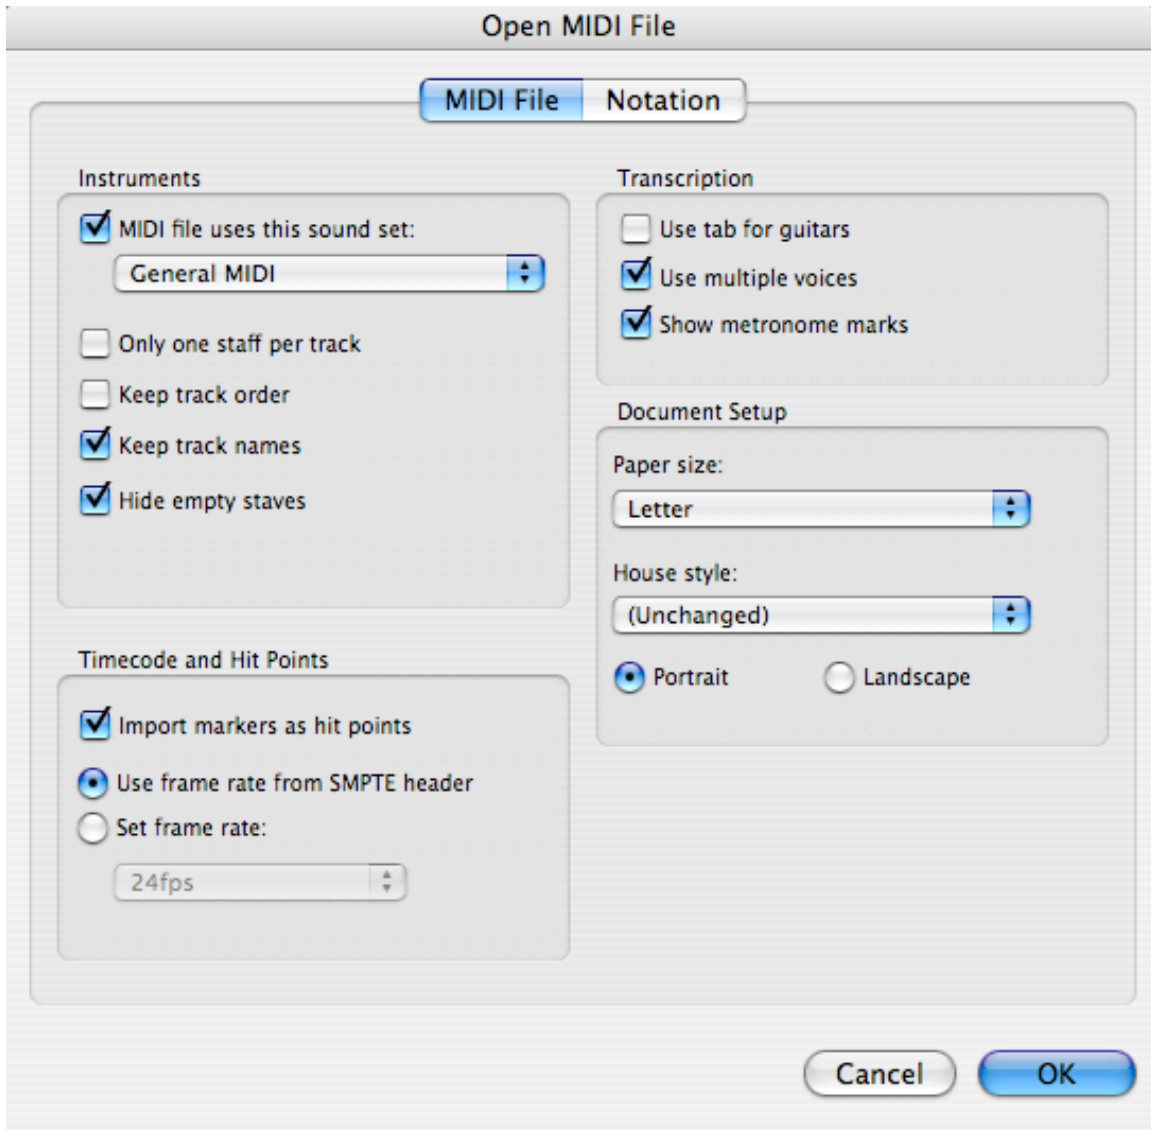 Open MIDI File
MIDI File
Notation
Instruments
MIDI file uses this sound set:
General MIDI
Only one staff per track
Keep track order
Keep track names
Hide empty staves
Timecode and Hit Points
Import markers as hit points
Use frame rate from SMPTE header
Set frame rate:
24fps
Transcription
Use tab for guitars
Use multiple voices
Show metronome marks
Document Setup
Paper size:
Letter
House style:
(Unchanged)
Portrait
Landscape
Cancel
OK